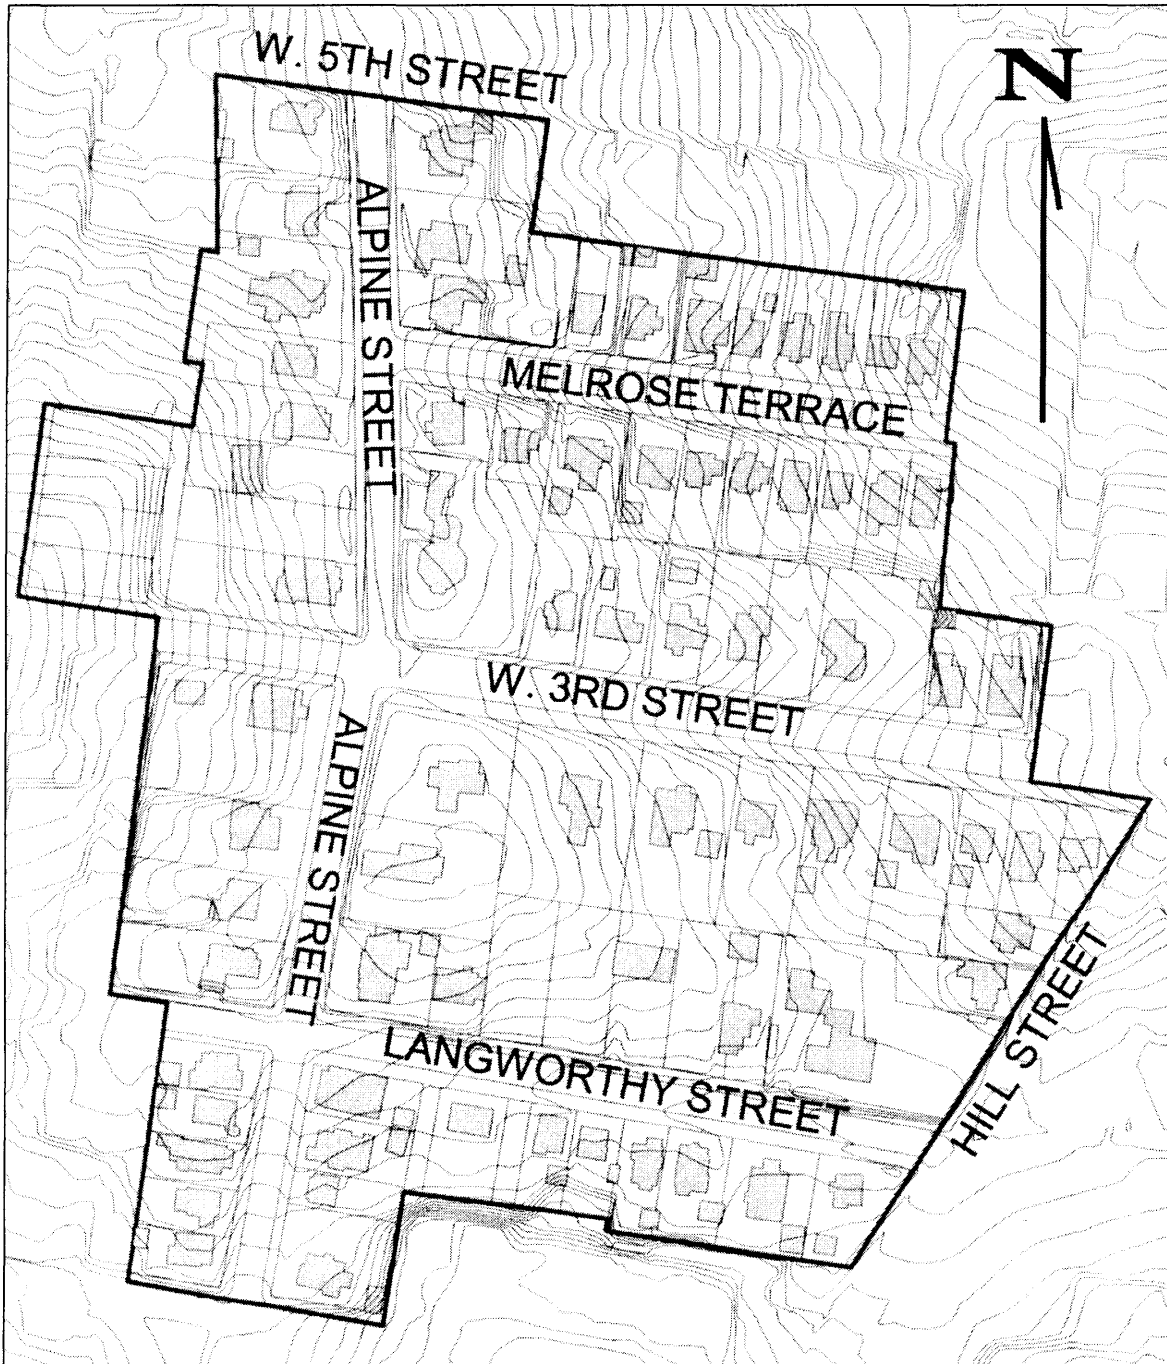 W. 5TH STREET
N
ALPINE STREET
MELROSE TERRACE
W. 3RD STREET
ALPINE STREET
LANGWORTHY STREET
HILL STREET